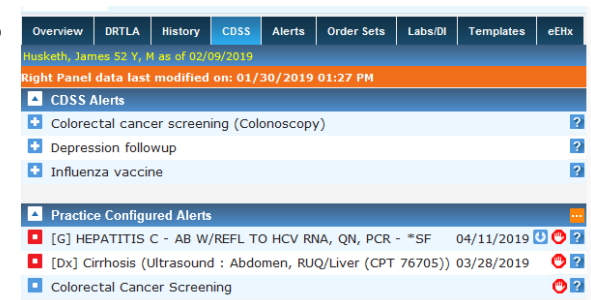 Overview DRTLA History CDSS Alerts Order Sets Labs/DI Templates eEHx
Husketh, James 52 Y, M as of 02/09/2019
Right Panel data last modified on: 01/30/2019 01:27 PM
CDSS Alerts
Colorectal cancer screening (Colonoscopy) ?
Depression followup ?
Influenza vaccine ?
Practice Configured Alerts ...
[G] HEPATITIS C - AB W/REFL TO HCV RNA, QN, PCR - *SF 04/11/2019 ?
[Dx] Cirrhosis (Ultrasound : Abdomen, RUQ/Liver (CPT 76705)) 03/28/2019 ?
Colorectal Cancer Screening ?